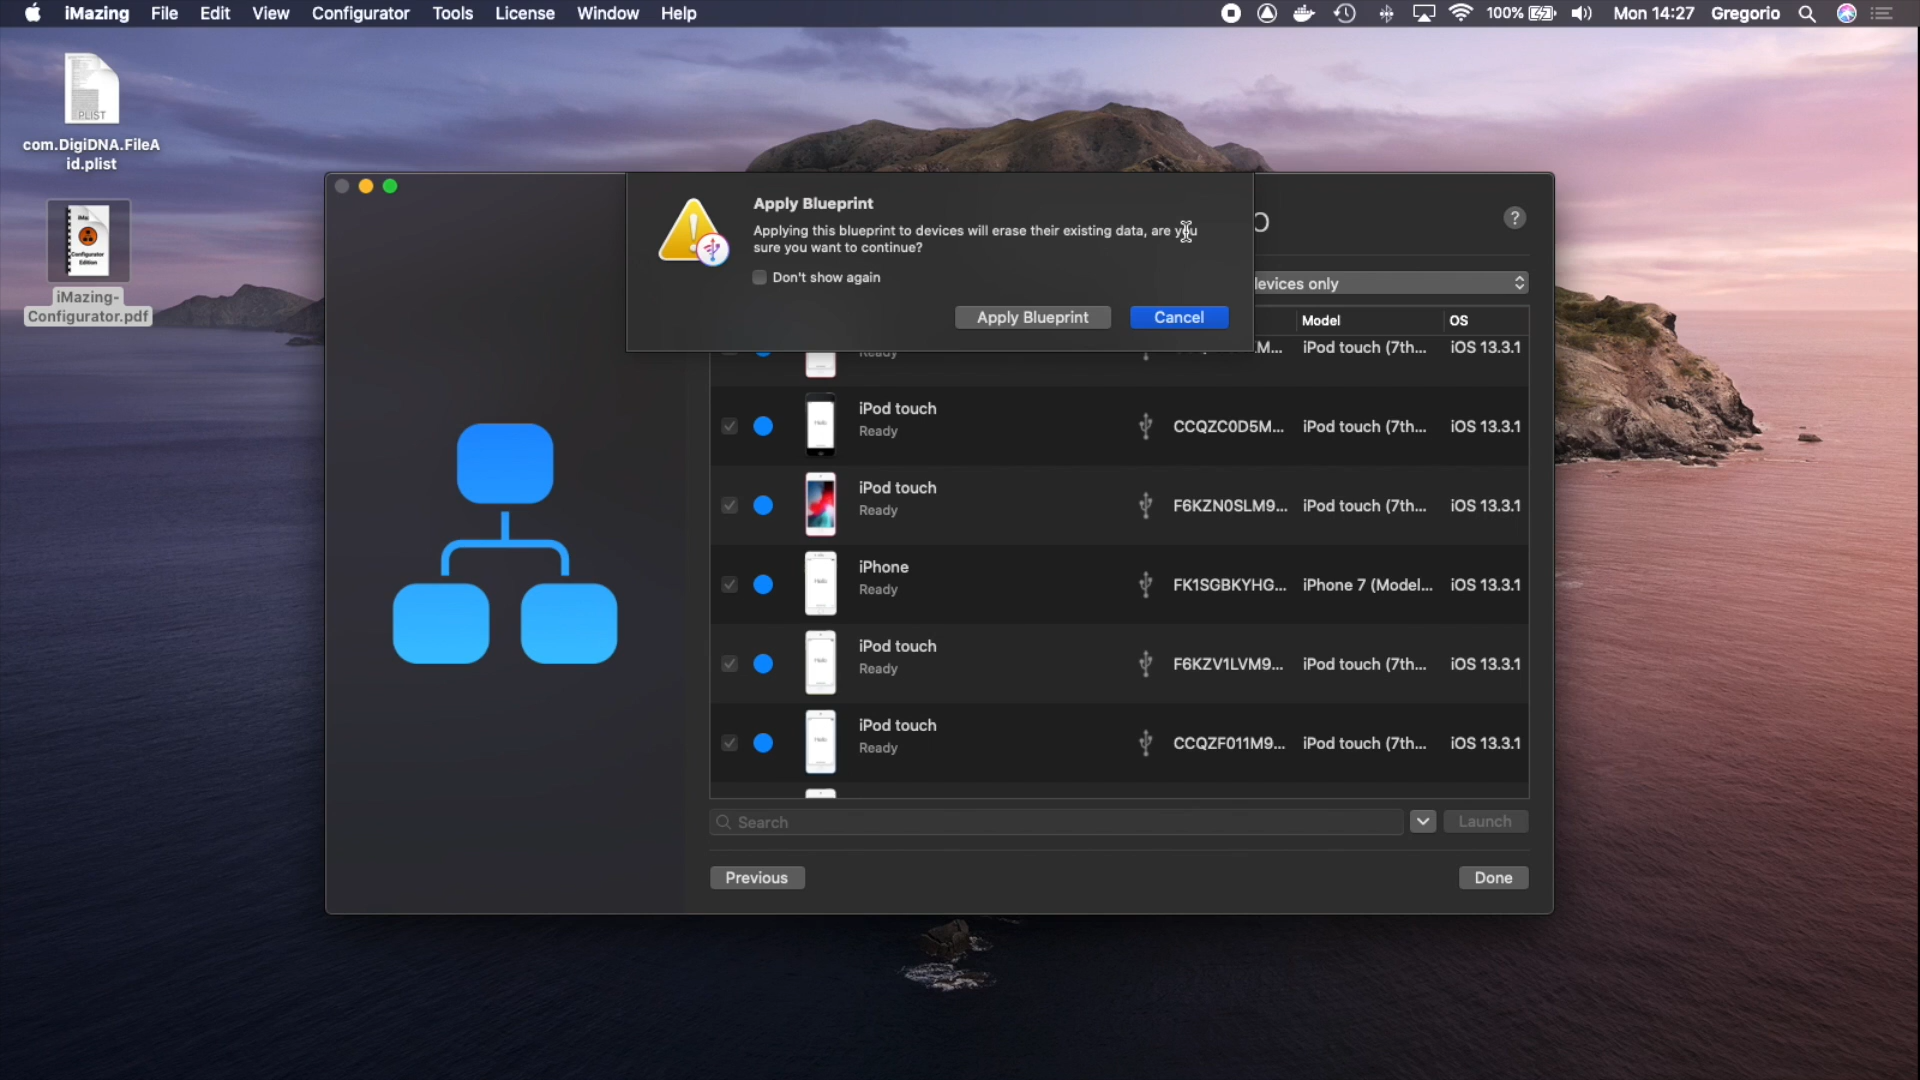 iMazing File Edit View Configurator Tools License Window Help
100% Mon 14:27 Gregorio
PLIST
com.DigiDNA.FileA
id.plist
Configurator
Edition
iMazing-
Configurator.pdf
Apply Blueprint
Applying this blueprint to devices will erase their existing data, are you
sure you want to continue?
Don't show again
Apply Blueprint Cancel
?
evices only
Model OS
Ready M... iPod touch (7th... iOS 13.3.1
iPod touch
Ready
CCQZC0D5M... iPod touch (7th... iOS 13.3.1
iPod touch
Ready
F6KZN0SLM9... iPod touch (7th... iOS 13.3.1
iPhone
Ready
FK1SGBKYHG... iPhone 7 (Model... iOS 13.3.1
iPod touch
Ready
F6KZV1LVM9... iPod touch (7th... iOS 13.3.1
iPod touch
Ready
CCQZF011M9... iPod touch (7th... iOS 13.3.1
Search
Launch
Previous
Done